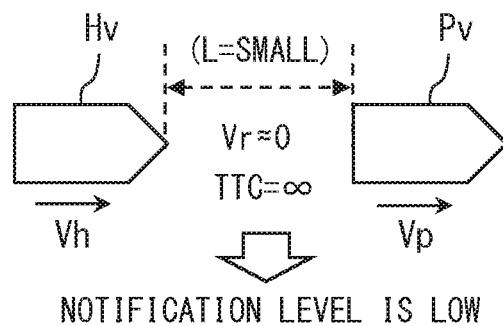 Hv
Pv
(L=SMALL)
Vr≈0
TTC=∞
Vh
Vp
NOTIFICATION LEVEL IS LOW